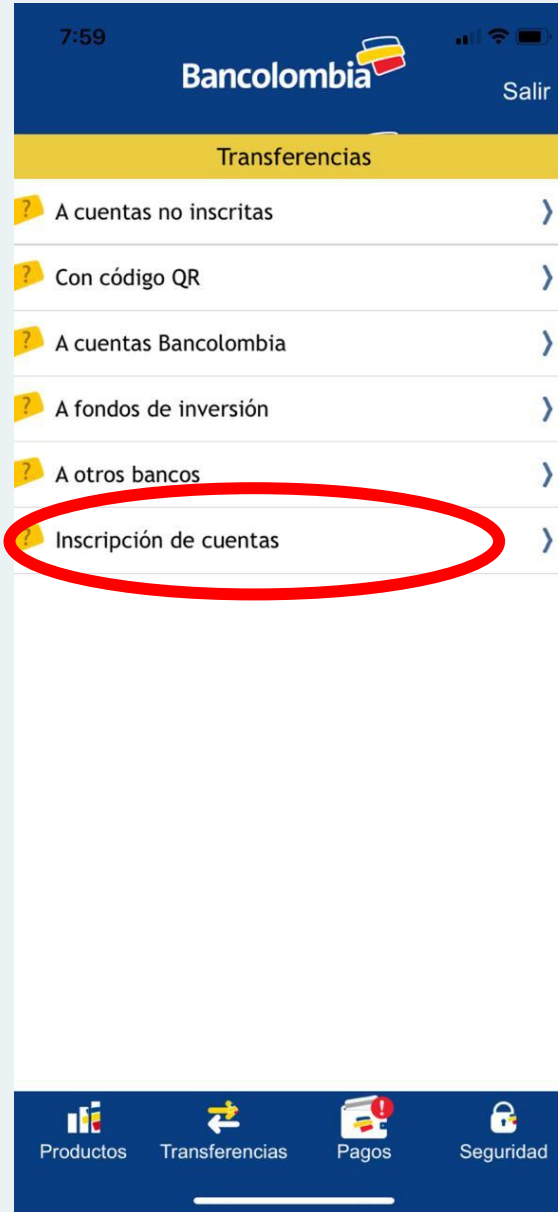 7:59
Bancolombia
Salir
Transferencias
? A cuentas no inscritas
? Con código QR
? A cuentas Bancolombia
? A fondos de inversión
? A otros bancos
? Inscripción de cuentas
!
Productos Transferencias Pagos Seguridad